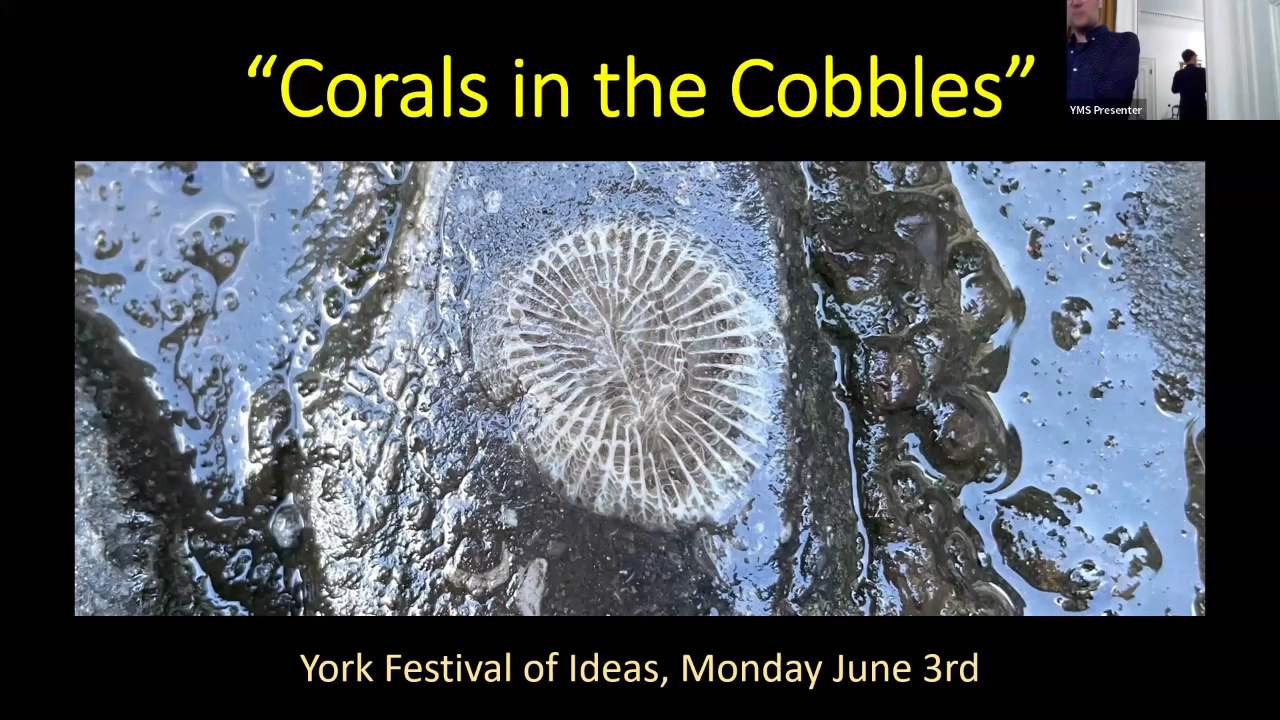 “Corals in the Cobbles”
YMS Presenter
York Festival of Ideas, Monday June 3rd